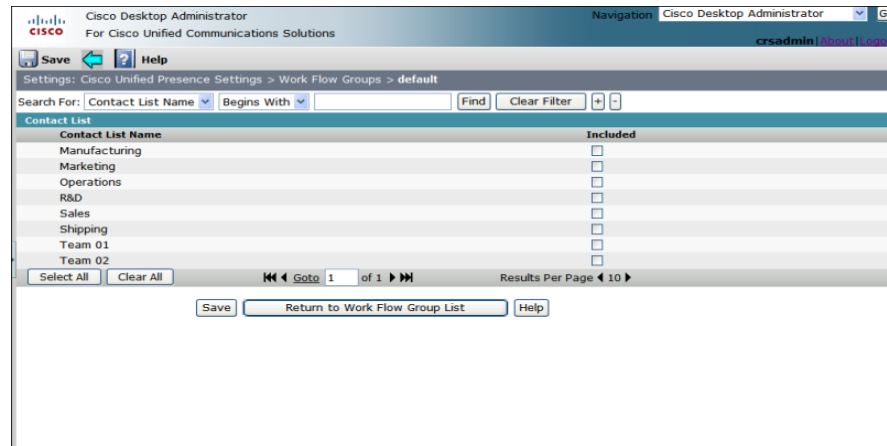 Cisco Desktop Administrator
For Cisco Unified Communications Solutions
CISCO
Navigation Cisco Desktop Administrator G
crsadmin|About|Logo
Save Help
Settings: Cisco Unified Presence Settings > Work Flow Groups > default
Search For: Contact List Name Begins With Find Clear Filter + -
Contact List
Contact List Name Included
Manufacturing
Marketing
Operations
R&D
Sales
Shipping
Team 01
Team 02
Select All Clear All Goto 1 of 1 Results Per Page 10
Save Return to Work Flow Group List Help